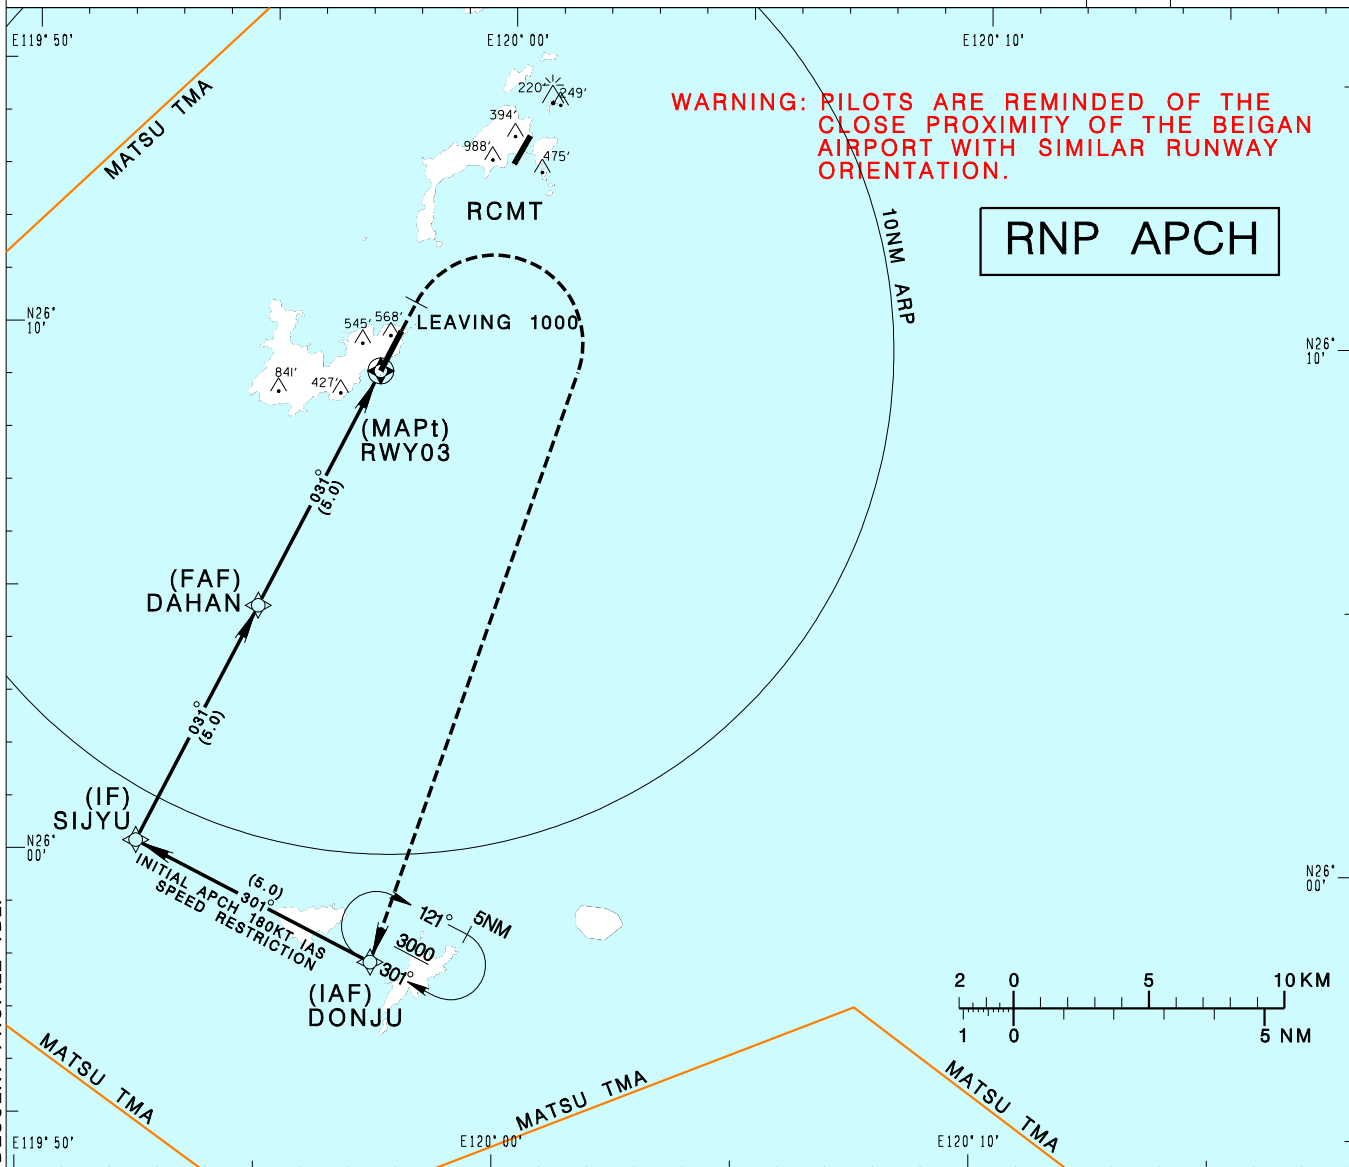 E119° 50'
E120° 00'
E120° 10'
MATSU TMA
220'
249'
394'
988'
475'
RCMT
WARNING: PILOTS ARE REMINDED OF THE
CLOSE PROXIMITY OF THE BEIGAN
AIRPORT WITH SIMILAR RUNWAY
ORIENTATION.
RNP APCH
10NM ARP
N26°
10'
N26°
10'
545'
568'
LEAVING 1000
841'
427'
(MAPt)
RWY03
031°
(5.0)
(FAF)
DAHAN
031°
(5.0)
(IF)
SIJYU
N26°
00'
N26°
00'
INITIAL APCH 180KT IAS
SPEED RESTRICTION
(5.0)
301°
121°
5NM
3000
301°
(IAF)
DONJU
2 0 5 10 KM
1 0 5 NM
MATSU TMA
MATSU TMA
MATSU TMA
E119° 50'
E120° 00'
E120° 10'